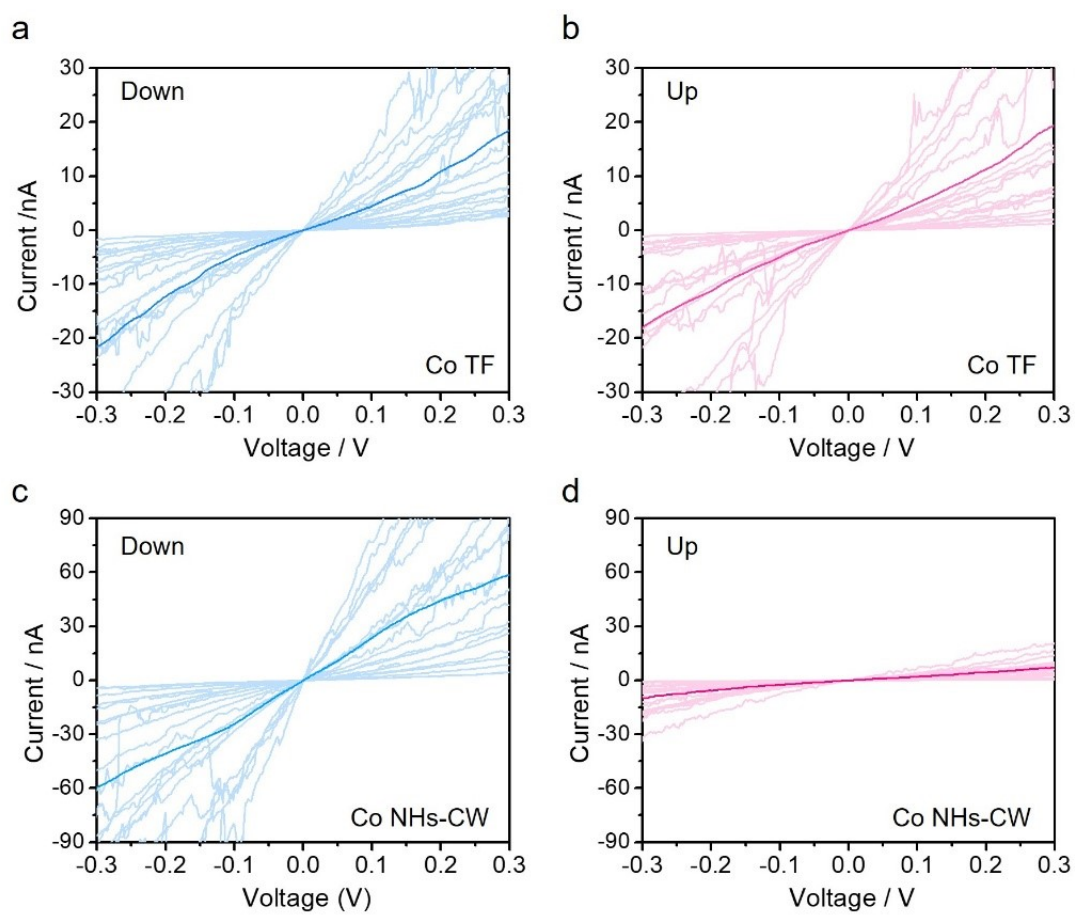 a
b
30
20
10
0
-10
-20
-30
Current /nA
Down
Co TF
-0.3
-0.2
-0.1
0.0
0.1
0.2
0.3
Voltage / V
30
20
10
0
-10
-20
-30
Current / nA
Up
Co TF
-0.3
-0.2
-0.1
0.0
0.1
0.2
0.3
Voltage / V
c
d
90
60
30
0
-30
-60
-90
Current / nA
Down
Co NHs-CW
-0.3
-0.2
-0.1
0.0
0.1
0.2
0.3
Voltage (V)
90
60
30
0
-30
-60
-90
Current / nA
Up
Co NHs-CW
-0.3
-0.2
-0.1
0.0
0.1
0.2
0.3
Voltage / V